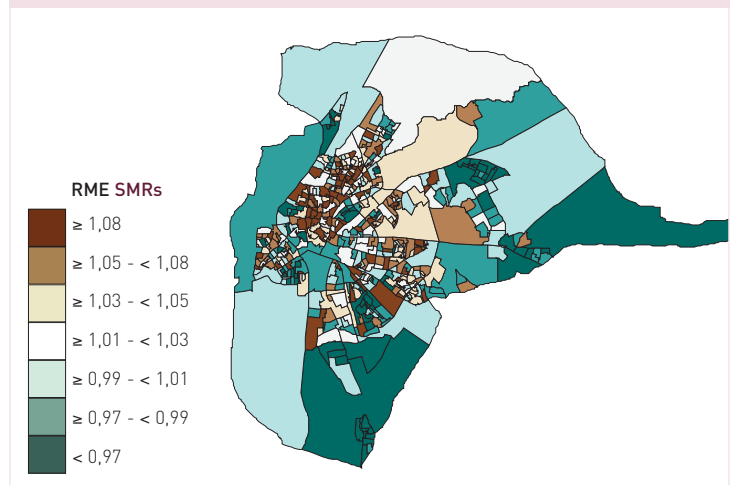 RME SMRs
≥ 1,08
≥ 1,05 - < 1,08
≥ 1,03 - < 1,05
≥ 1,01 - < 1,03
≥ 0,99 - < 1,01
≥ 0,97 - < 0,99
< 0,97